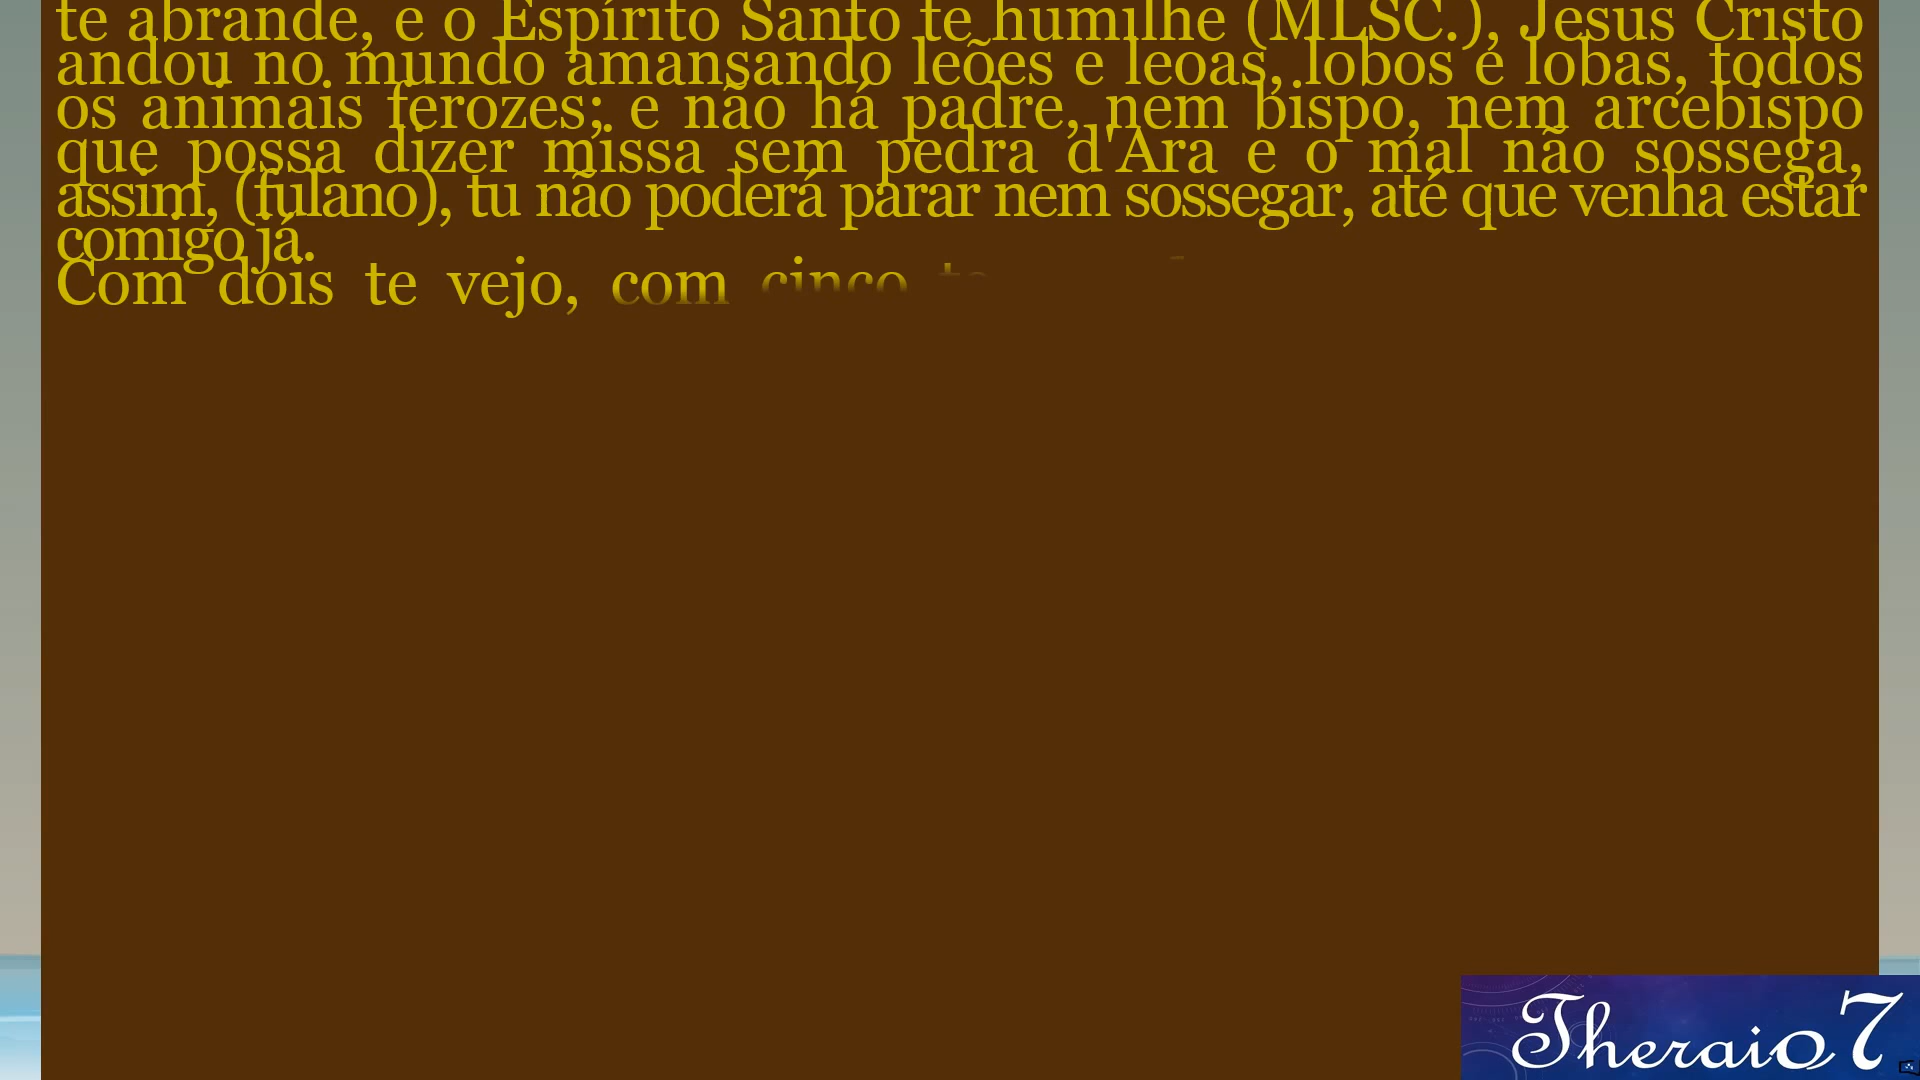 te abrande, e o Espírito Santo te humilhe (MLSC.), Jesus Cristo
andou no mundo amansando leões e leoas, lobos e lobas, todos
os animais ferozes; e não há padre, nem bispo, nem arcebispo
que possa dizer missa sem pedra d'Ara e o mal não sossega,
assim, (fulano), tu não poderá parar nem sossegar, até que venha estar
comigo já.
Com dois te vejo, com cinco
Theraio7